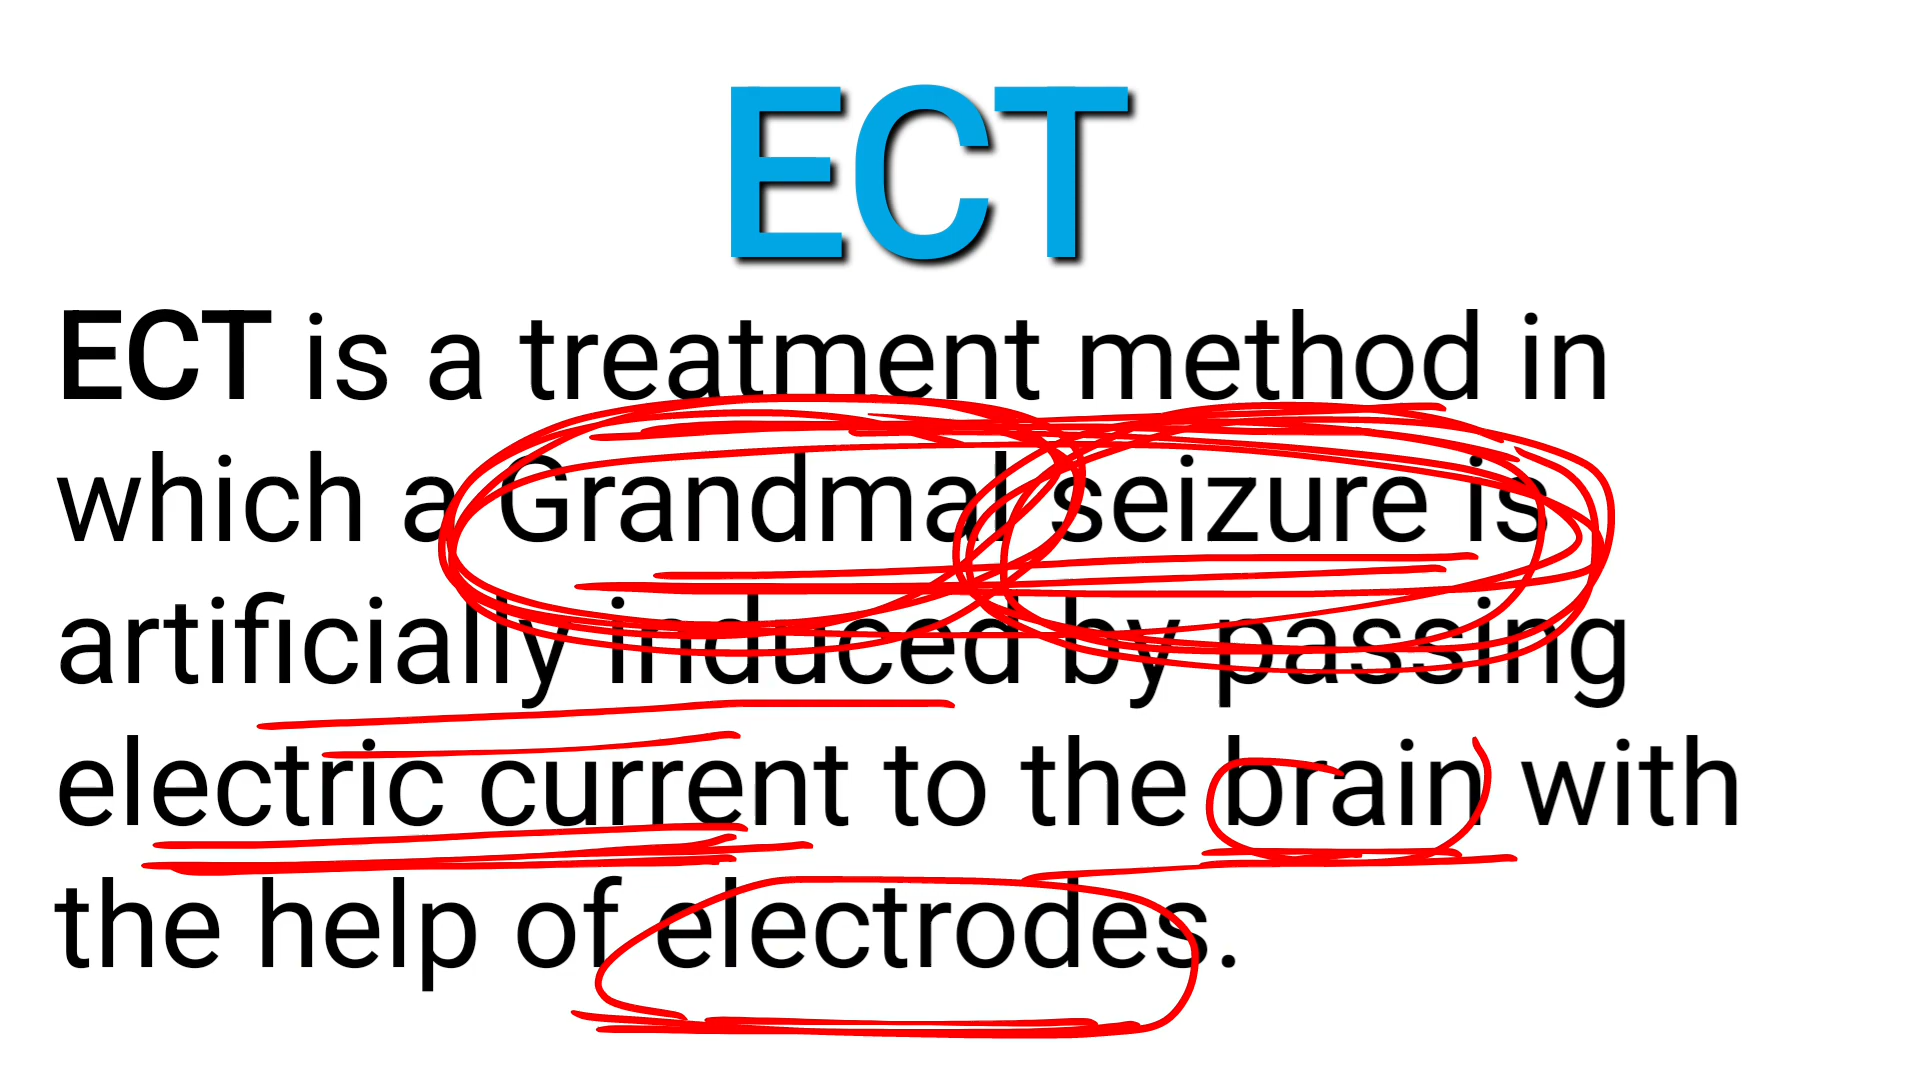 ECT
ECT is a treatment method in
which a Grandmal seizure is
artificially induced by passing
electric current to the brain with
the help of electrodes.